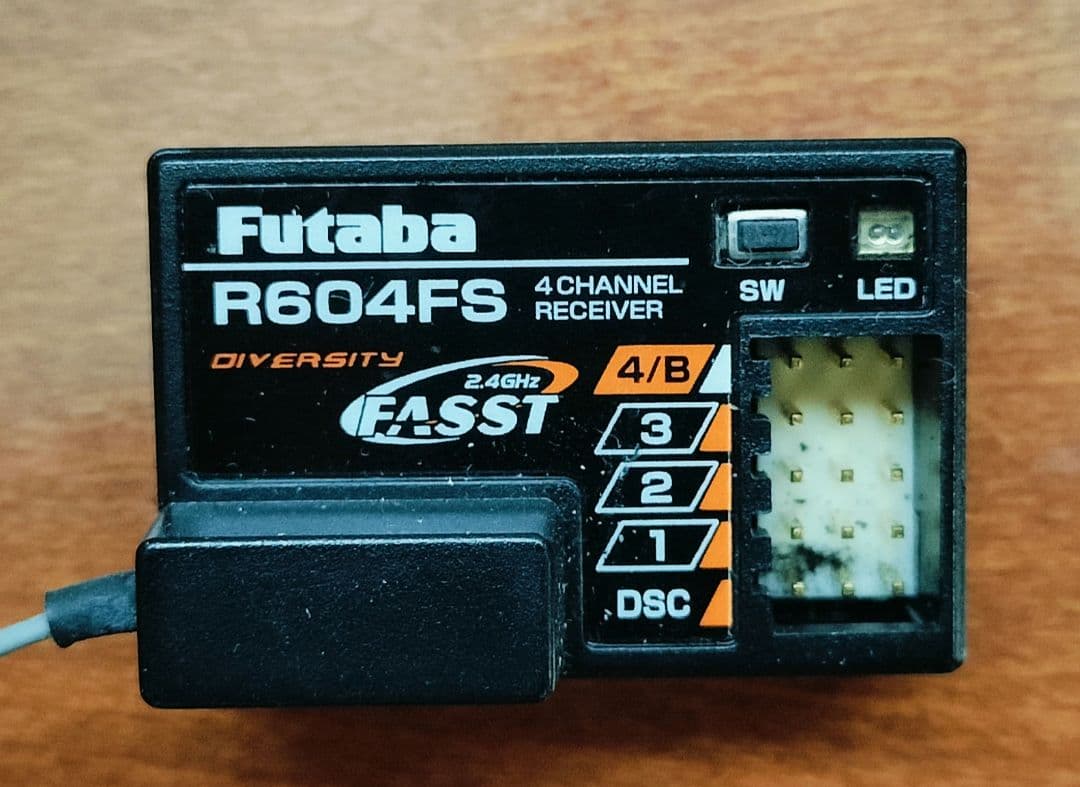 Futaba
R604FS
4 CHANNEL
RECEIVER
SW
LED
DIVERSITY
2.4GHz
FASST
4/B
3
2
1
DSC